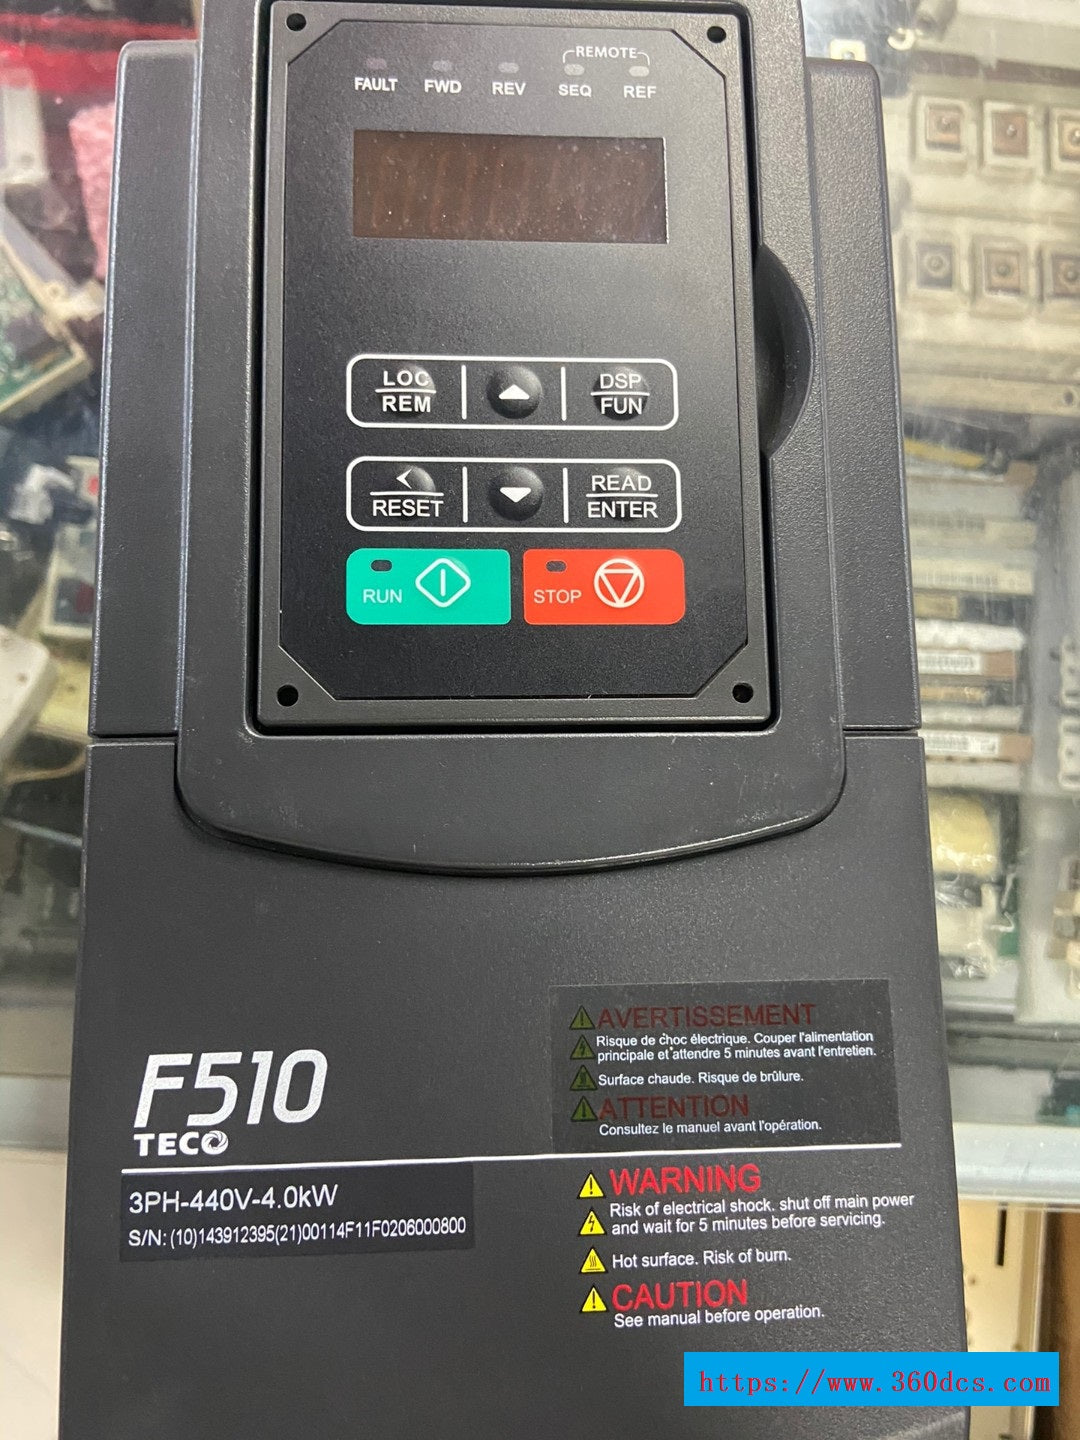 REMOTE
FAULT FWD REV SEQ REF
LOC
REM
DSP
FUN
RESET
READ
ENTER
RUN
STOP
AVERTISSEMENT
Risque de choc électrique. Couper l'alimentation
principale et attendre 5 minutes avant l'entretien.
Surface chaude. Risque de brûlure.
ATTENTION
Consultez le manuel avant l'opération.
F510
TECO
3PH-440V-4.0kW
S/N: (10)143912395(21)00114F11F0206000800
WARNING
Risk of electrical shock. shut off main power
and wait for 5 minutes before servicing.
Hot surface. Risk of burn.
CAUTION
See manual before operation.
https://www.360dcs.com